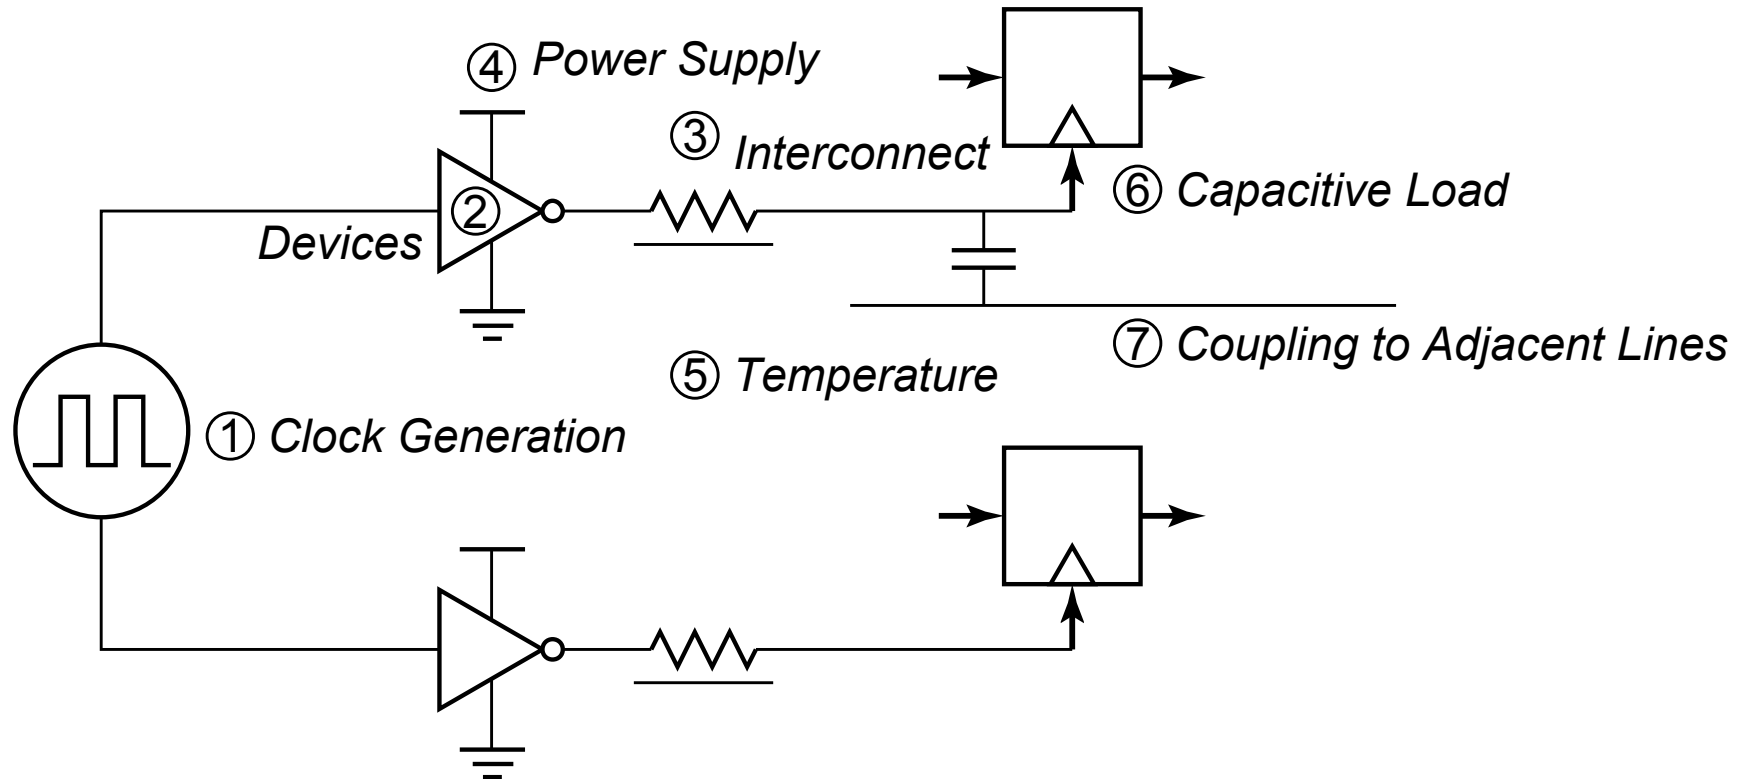 ④ Power Supply
③ Interconnect
⑥ Capacitive Load
②
Devices
⑦ Coupling to Adjacent Lines
⑤ Temperature
① Clock Generation